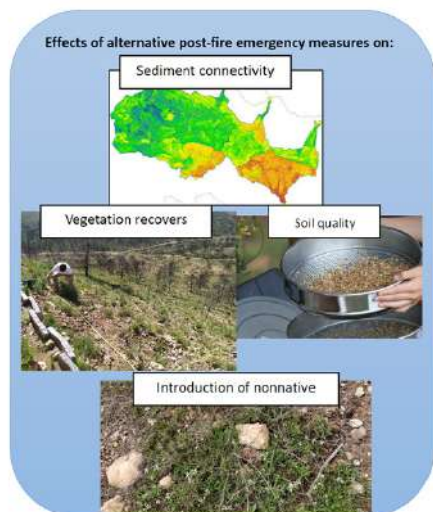 Effects of alternative post-fire emergency measures on:
Sediment connectivity
Vegetation recovers
Soil quality
Introduction of nonnative